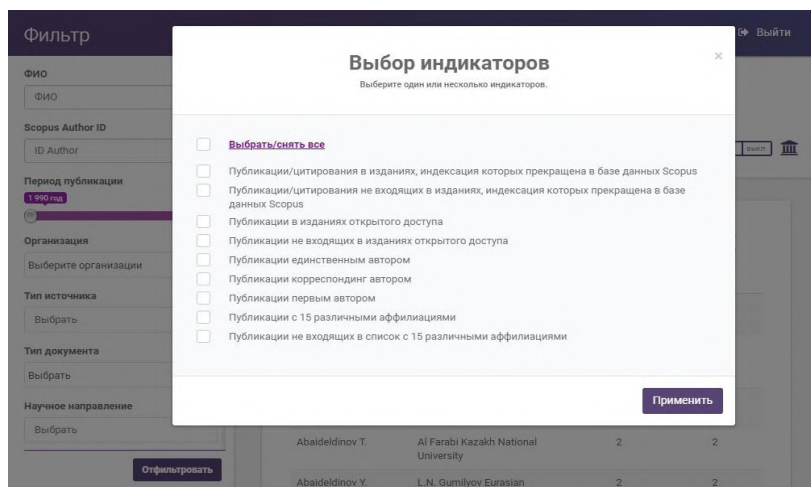 Фильтр
Выйти
ФИО
ФИО
Scopus Author ID
ID Author
Период публикации
1 990 год
Организация
Выберите организации
Тип источника
Выбрать
Тип документа
Выбрать
Научное направление
Выбрать
Отфильтровать
×
Выбор индикаторов
Выберите один или несколько индикаторов.
Выбрать/снять все
Публикации/цитирования в изданиях, индексация которых прекращена в базе данных Scopus
Публикации/цитирования не входящих в изданиях, индексация которых прекращена в базе
данных Scopus
Публикации в изданиях открытого доступа
Публикации не входящих в изданиях открытого доступа
Публикации единственным автором
Публикации корреспондинг автором
Публикации первым автором
Публикации с 15 различными аффилиациями
Публикации не входящих в список с 15 различными аффилиациями
Применить
Abaideldinov T. Al Farabi Kazakh National 2 2
University
Abaideldinov Y. L.N. Gumilyov Eurasian 2 2